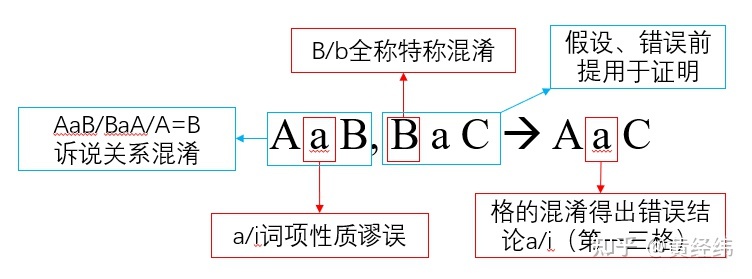 B/b全称特称混淆
假设、错误前
提用于证明
AaB/BaA/A=B
诉说关系混淆
A a B, B a C → A a C
a/i词项性质谬误
格的混淆得出错误结
论a/i（第一三格）
知乎 @黄经纬